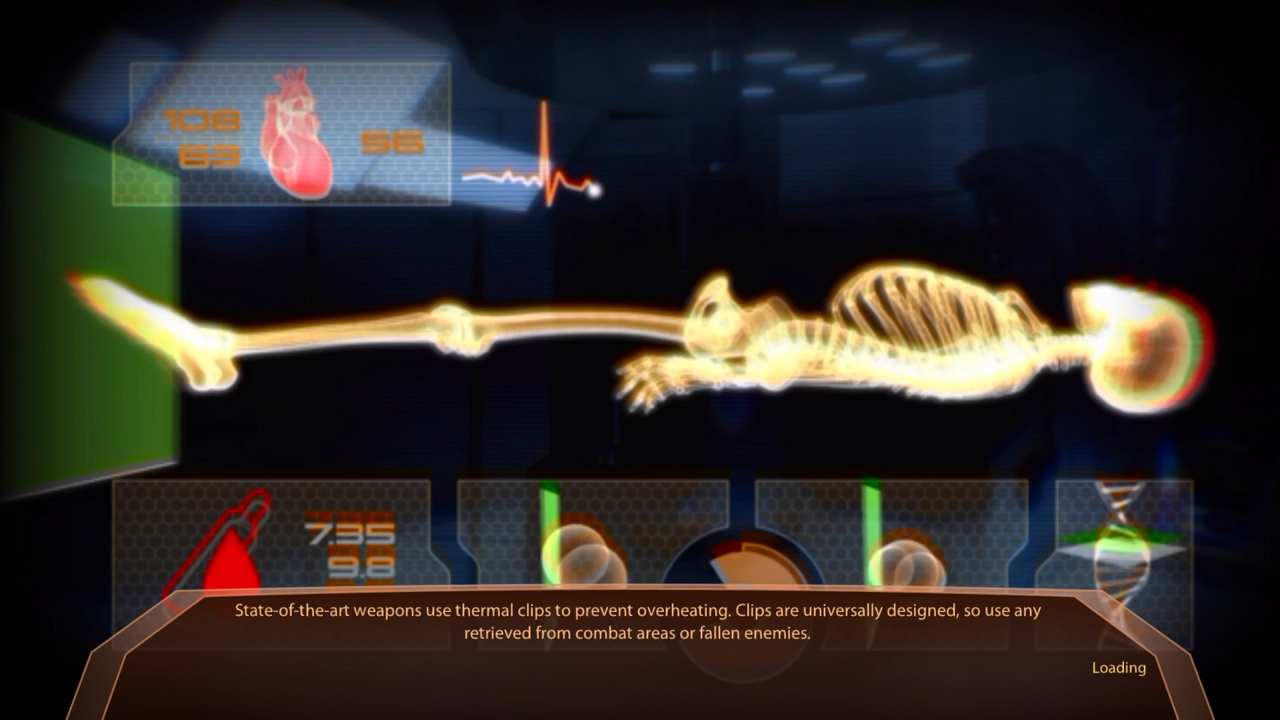 108
63
56
7.35
9.8
State-of-the-art weapons use thermal clips to prevent overheating. Clips are universally designed, so use any
retrieved from combat areas or fallen enemies.
Loading